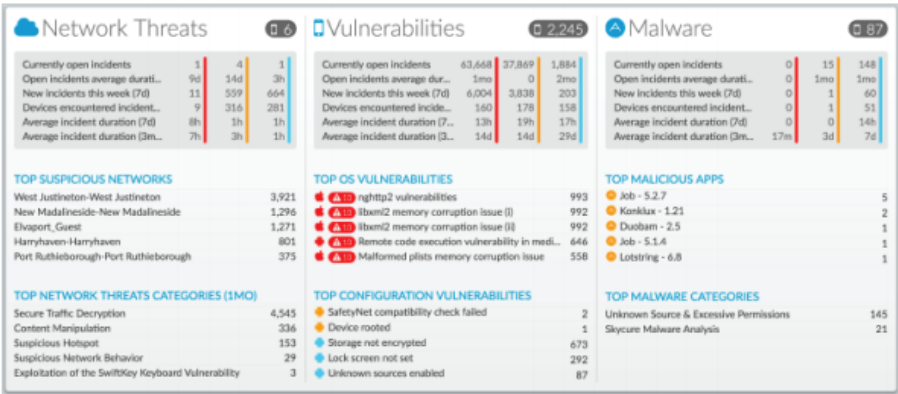 Network Threats 6
Currently open incidents 1 4 1
Open incidents average durati... 9d 14d 3h
New incidents this week (7d) 11 559 664
Devices encountered incident... 9 316 281
Average incident duration (7d) 8h 1h 1h
Average incident duration (3m... 7h 3h 1h
TOP SUSPICIOUS NETWORKS
West Justineton-West Justineton 3,921
New Madalineside-New Madalineside 1,296
Elvaport_Guest 1,271
Harryhaven-Harryhaven 801
Port Ruthieborough-Port Ruthieborough 375
TOP NETWORK THREATS CATEGORIES (1MO)
Secure Traffic Decryption 4,545
Content Manipulation 336
Suspicious Hotspot 153
Suspicious Network Behavior 29
Exploitation of the SwiftKey Keyboard Vulnerability 3
Vulnerabilities 2,245
Currently open incidents 63,668 37,869 1,884
Open incidents average dur... 1mo 0 2mo
New incidents this week (7d) 6,004 3,838 203
Devices encountered incide... 160 178 158
Average incident duration (7... 13h 19h 17h
Average incident duration (3... 14d 14d 29d
TOP OS VULNERABILITIES
nghttp2 vulnerabilities 993
libxml2 memory corruption issue (i) 992
libxml2 memory corruption issue (ii) 992
Remote code execution vulnerability in medi... 646
Malformed plists memory corruption issue 558
TOP CONFIGURATION VULNERABILITIES
SafetyNet compatibility check failed 2
Device rooted 1
Storage not encrypted 673
Lock screen not set 292
Unknown sources enabled 87
Malware 87
Currently open incidents 0 15 148
Open incidents average durati... 0 1mo 1mo
New incidents this week (7d) 0 1 60
Devices encountered incident... 0 1 51
Average incident duration (7d) 0 0 14h
Average incident duration (3m... 17m 3d 7d
TOP MALICIOUS APPS
Job - 5.2.7 5
Konklux - 1.21 2
Duobam - 2.5 1
Job - 5.1.4 1
Lotstring - 6.8 1
TOP MALWARE CATEGORIES
Unknown Source & Excessive Permissions 145
Skycure Malware Analysis 21